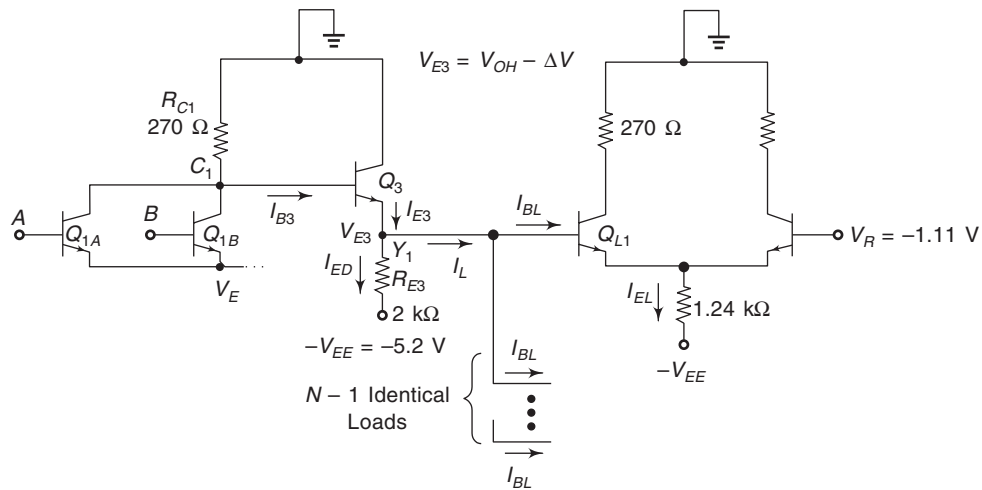 V_E3 = V_OH – ΔV
R_C1
270 Ω
C_1
270 Ω
A
B
Q_1A
Q_1B
I_B3
Q_3
I_E3
V_E3
Y_1
I_L
I_BL
Q_L1
V_R = –1.11 V
V_E
I_ED
R_E3
2 kΩ
–V_EE = –5.2 V
I_EL
1.24 kΩ
–V_EE
I_BL
N – 1 Identical
Loads
I_BL